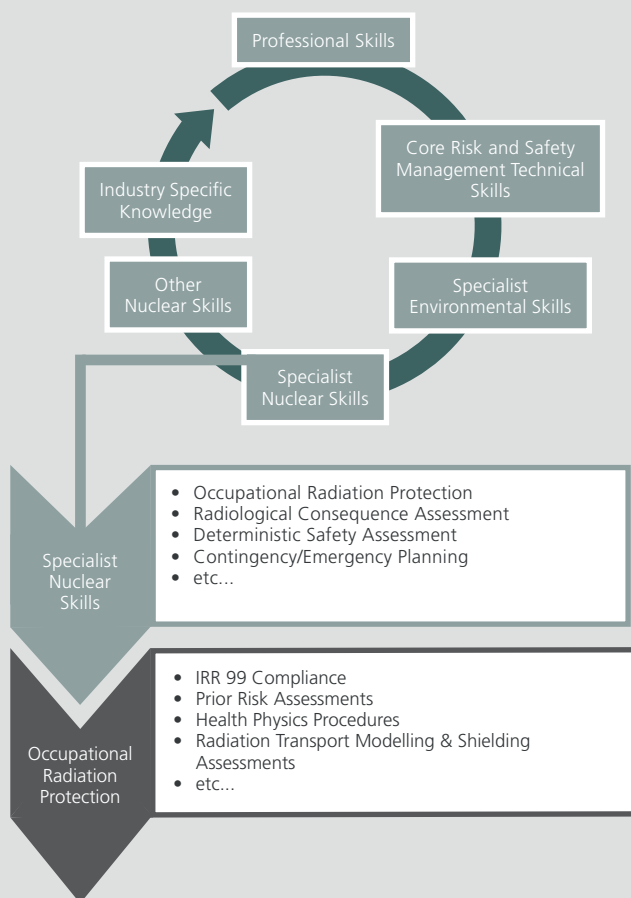 Professional Skills
Core Risk and Safety
Management Technical
Skills
Industry Specific
Knowledge
Other
Nuclear Skills
Specialist
Environmental Skills
Specialist
Nuclear Skills
Specialist
Nuclear
Skills
• Occupational Radiation Protection
• Radiological Consequence Assessment
• Deterministic Safety Assessment
• Contingency/Emergency Planning
• etc...
Occupational
Radiation
Protection
• IRR 99 Compliance
• Prior Risk Assessments
• Health Physics Procedures
• Radiation Transport Modelling & Shielding
Assessments
• etc...